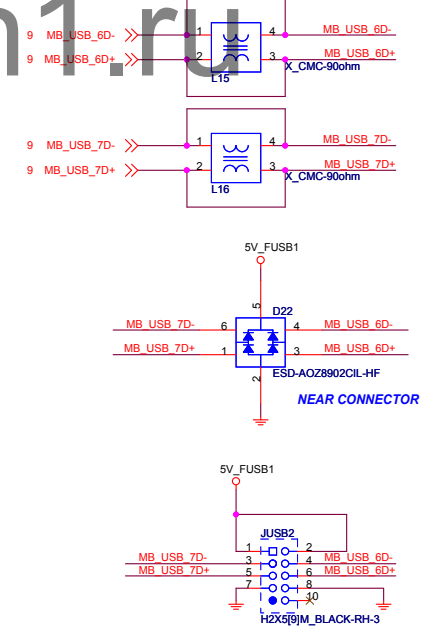 n1.ru
9 MB_USB_6D- 1 4 MB_USB_6D-
9 MB_USB_6D+ 2 3 MB_USB_6D+
X_CMC-90ohm
L15
9 MB_USB_7D- 1 4 MB_USB_7D-
9 MB_USB_7D+ 2 3 MB_USB_7D+
X_CMC-90ohm
L16
5V_FUSB1
5
D22
MB_USB_7D- 6 4 MB_USB_6D-
MB_USB_7D+ 1 3 MB_USB_6D+
2
ESD-AOZ8902CIL-HF
NEAR CONNECTOR
5V_FUSB1
JUSB2
1 2
MB_USB_7D- 3 4 MB_USB_6D-
MB_USB_7D+ 5 6 MB_USB_6D+
7 8
10
H2X5[9]M_BLACK-RH-3